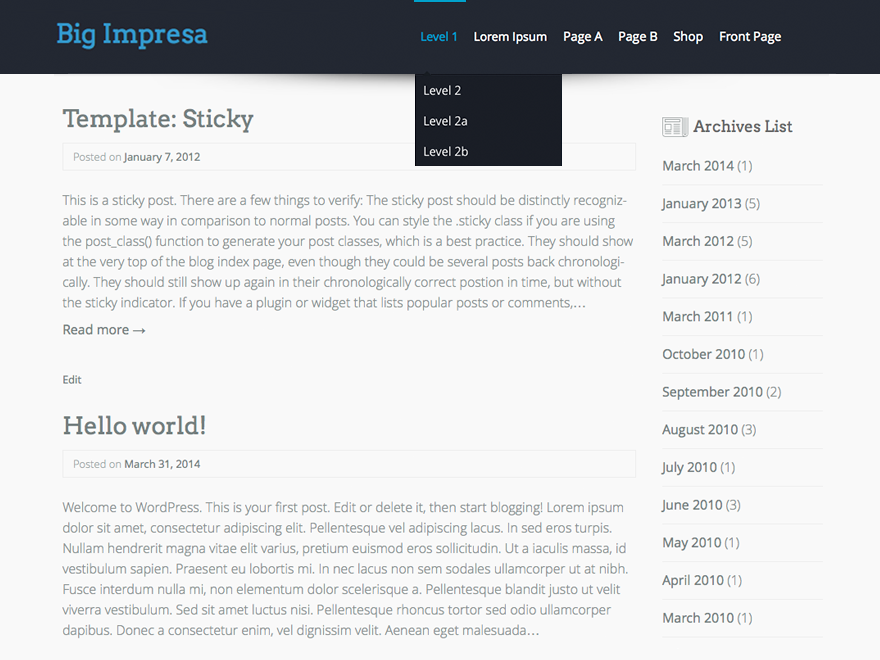 Big Impresa
Level 1 Lorem Ipsum Page A Page B Shop Front Page
Level 2
Level 2a
Level 2b
Template: Sticky
Posted on January 7, 2012
This is a sticky post. There are a few things to verify: The sticky post should be distinctly recogniz-
able in some way in comparison to normal posts. You can style the .sticky class if you are using
the post_class() function to generate your post classes, which is a best practice. They should show
at the very top of the blog index page, even though they could be several posts back chronologi-
cally. They should still show up again in their chronologically correct postion in time, but without
the sticky indicator. If you have a plugin or widget that lists popular posts or comments,…
Read more →
Edit
Hello world!
Posted on March 31, 2014
Welcome to WordPress. This is your first post. Edit or delete it, then start blogging! Lorem ipsum
dolor sit amet, consectetur adipiscing elit. Pellentesque vel adipiscing lacus. In sed eros turpis.
Nullam hendrerit magna vitae elit varius, pretium euismod eros sollicitudin. Ut a iaculis massa, id
vestibulum sapien. Praesent eu lobortis mi. In nec lacus non sem sodales ullamcorper ut at nibh.
Fusce interdum nulla mi, non elementum dolor scelerisque a. Pellentesque blandit justo ut velit
viverra vestibulum. Sed sit amet luctus nisi. Pellentesque rhoncus tortor sed odio ullamcorper
dapibus. Donec a consectetur enim, vel dignissim velit. Aenean eget malesuada…
Archives List
March 2014 (1)
January 2013 (5)
March 2012 (5)
January 2012 (6)
March 2011 (1)
October 2010 (1)
September 2010 (2)
August 2010 (3)
July 2010 (1)
June 2010 (3)
May 2010 (1)
April 2010 (1)
March 2010 (1)